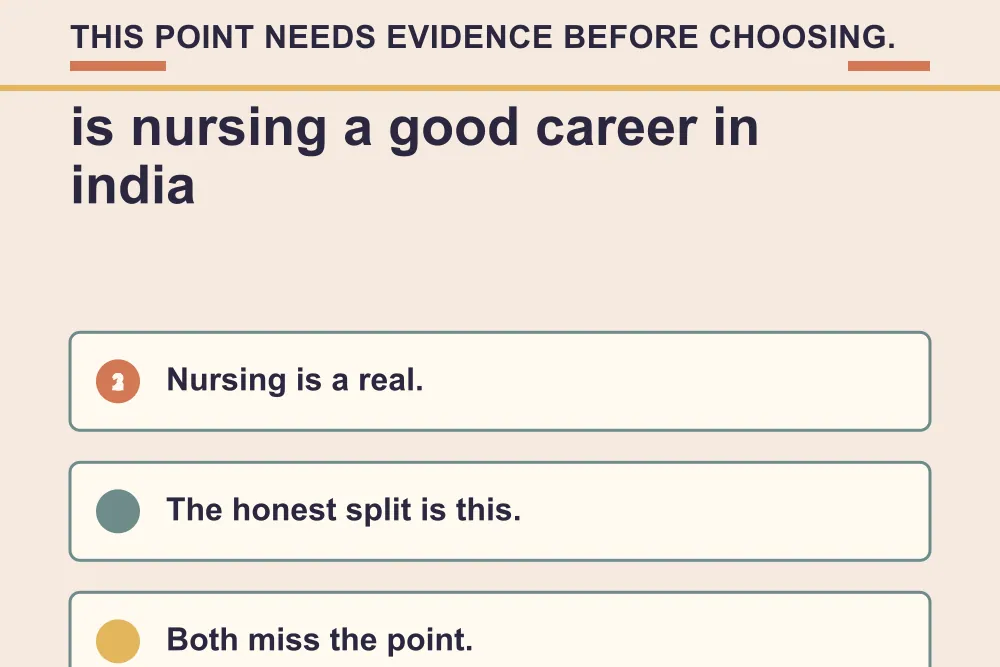 THIS POINT NEEDS EVIDENCE BEFORE CHOOSING.
is nursing a good career in
india
Nursing is a real.
The honest split is this.
Both miss the point.